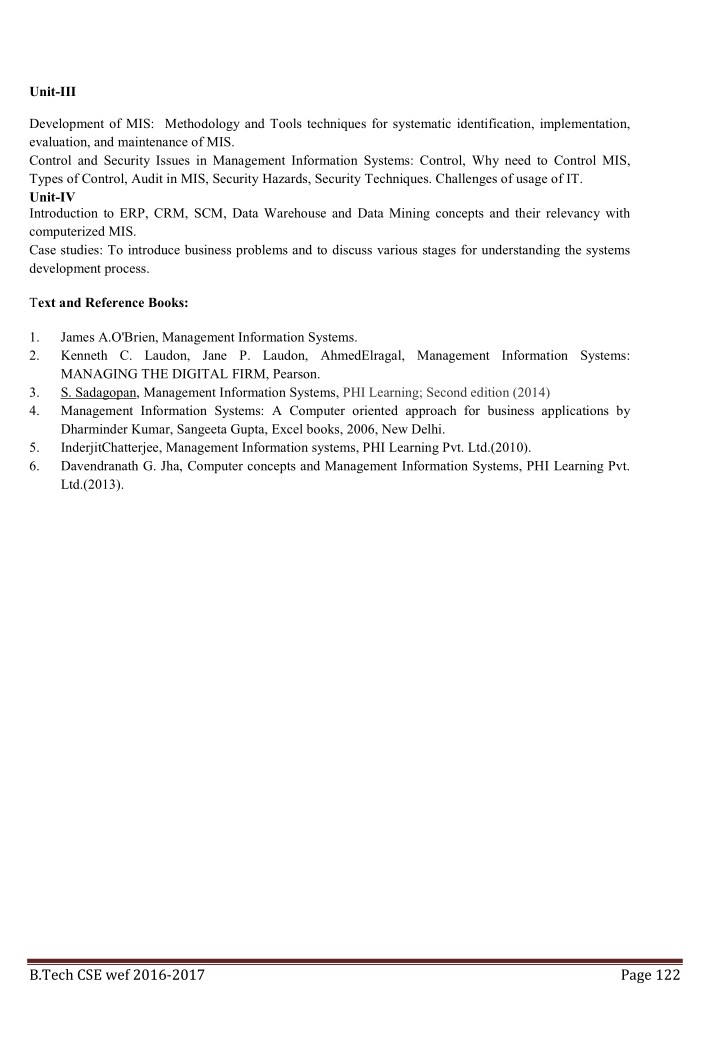 Unit-III
Development of MIS: Methodology and Tools techniques for systematic identification, implementation,
evaluation, and maintenance of MIS.
Control and Security Issues in Management Information Systems: Control, Why need to Control MIS,
Types of Control, Audit in MIS, Security Hazards, Security Techniques. Challenges of usage of IT.
Unit-IV
Introduction to ERP, CRM, SCM, Data Warehouse and Data Mining concepts and their relevancy with
computerized MIS.
Case studies: To introduce business problems and to discuss various stages for understanding the systems
development process.
Text and Reference Books:
1. James A.O'Brien, Management Information Systems.
2. Kenneth C. Laudon, Jane P. Laudon, AhmedElragal, Management Information Systems:
MANAGING THE DIGITAL FIRM, Pearson.
3. S. Sadagopan, Management Information Systems, PHI Learning; Second edition (2014)
4. Management Information Systems: A Computer oriented approach for business applications by
Dharminder Kumar, Sangeeta Gupta, Excel books, 2006, New Delhi.
5. InderjitChatterjee, Management Information systems, PHI Learning Pvt. Ltd.(2010).
6. Davendranath G. Jha, Computer concepts and Management Information Systems, PHI Learning Pvt.
Ltd.(2013).
B.Tech CSE wef 2016-2017 Page 122